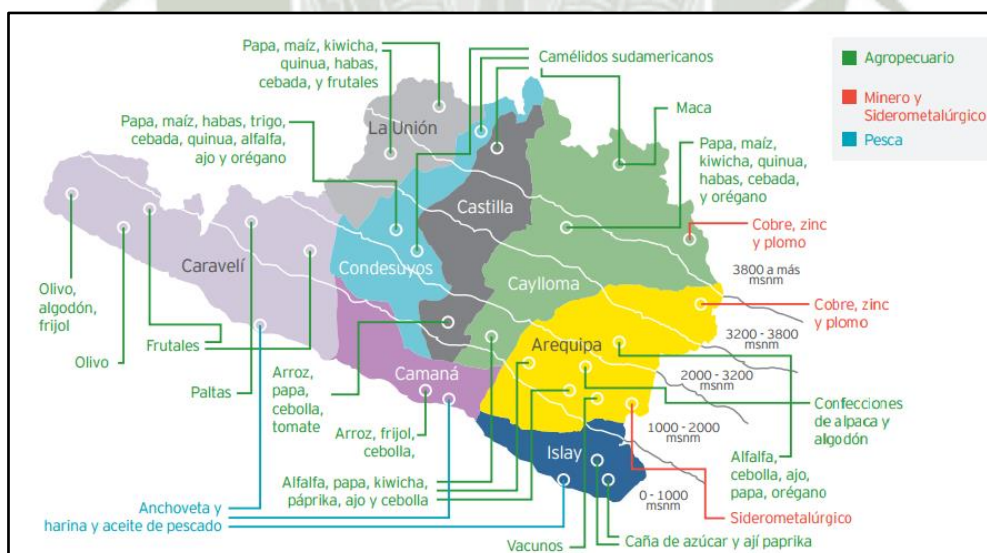 Papa, maíz, kiwicha,
quinua, habas,
cebada, y frutales
Camélidos sudamericanos
Agropecuario
Minero y
Siderometalúrgico
Pesca
Maca
Papa, maíz, habas, trigo,
cebada, quinua, alfalfa,
ajo y orégano
La Unión
Papa, maíz,
kiwicha, quinua,
habas, cebada,
y orégano
Castilla
Cobre, zinc
y plomo
Caravelí
Condesuyos
Caylloma
3800 a más
msnm
Olivo,
algodón,
frijol
Cobre, zinc
y plomo
3200 - 3800
msnm
Arequipa
Frutales
Olivo
Paltas
Arroz,
papa,
cebolla,
tomate
Camaná
2000 - 3200
msnm
Confecciones
de alpaca y
algodón
1000 - 2000
msnm
Arroz, frijol,
cebolla,
Islay
Alfalfa,
cebolla, ajo,
papa, orégano
Alfalfa, papa, kiwicha,
páprika, ajo y cebolla
0 - 1000
msnm
Anchoveta y
harina y aceite de pescado
Siderometalúrgico
Vacunos
Caña de azúcar y ají paprika